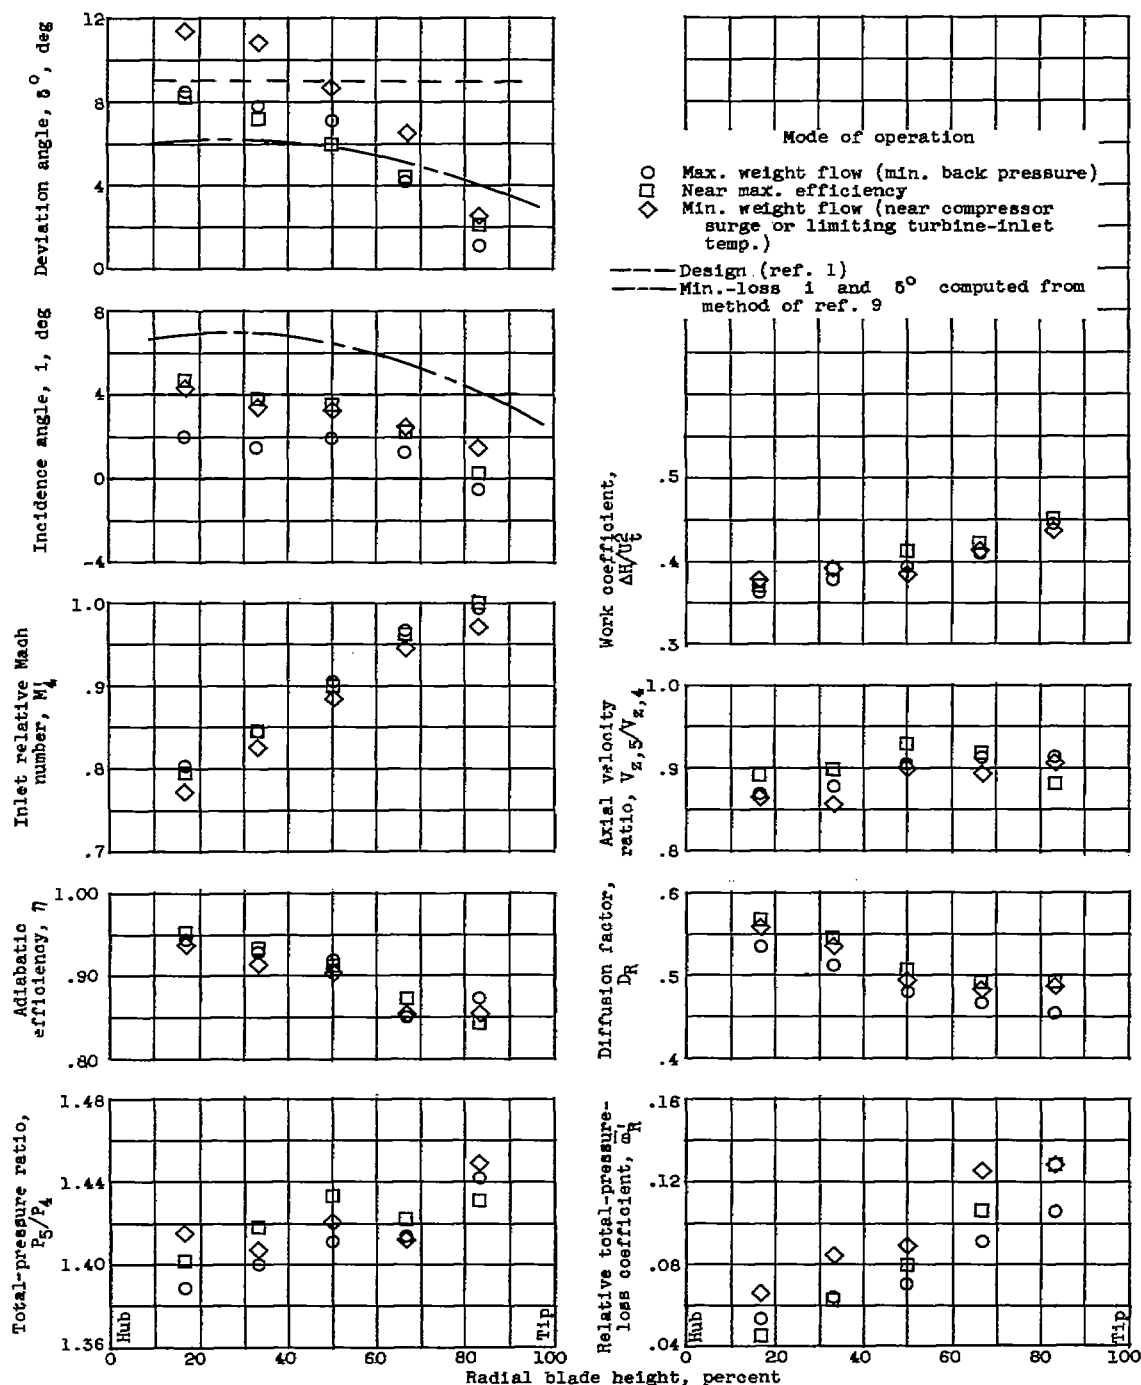 Deviation angle, δ°, deg
12
8
4
0
Incidence angle, i, deg
8
4
0
-4
Inlet relative Mach
number, M'4
1.0
.9
.8
.7
Adiabatic
efficiency, η
1.00
.90
.80
Total-pressure ratio,
P5/P4
1.48
1.44
1.40
1.36
Hub
Tip
0 20 40 60 80 100
Mode of operation
Max. weight flow (min. back pressure)
Near max. efficiency
Min. weight flow (near compressor
surge or limiting turbine-inlet
temp.)
Design (ref. 1)
Min.-loss i and δ° computed from
method of ref. 9
Work coefficient,
ΔH/U²t
.5
.4
.3
Axial velocity
ratio, Vz,5/Vz,4
1.0
.9
.8
Diffusion factor,
DR
.6
.5
.4
Relative total-pressure-
loss coefficient, ω̄'R
.16
.12
.08
.04
Hub
Tip
0 20 40 60 80 100
Radial blade height, percent